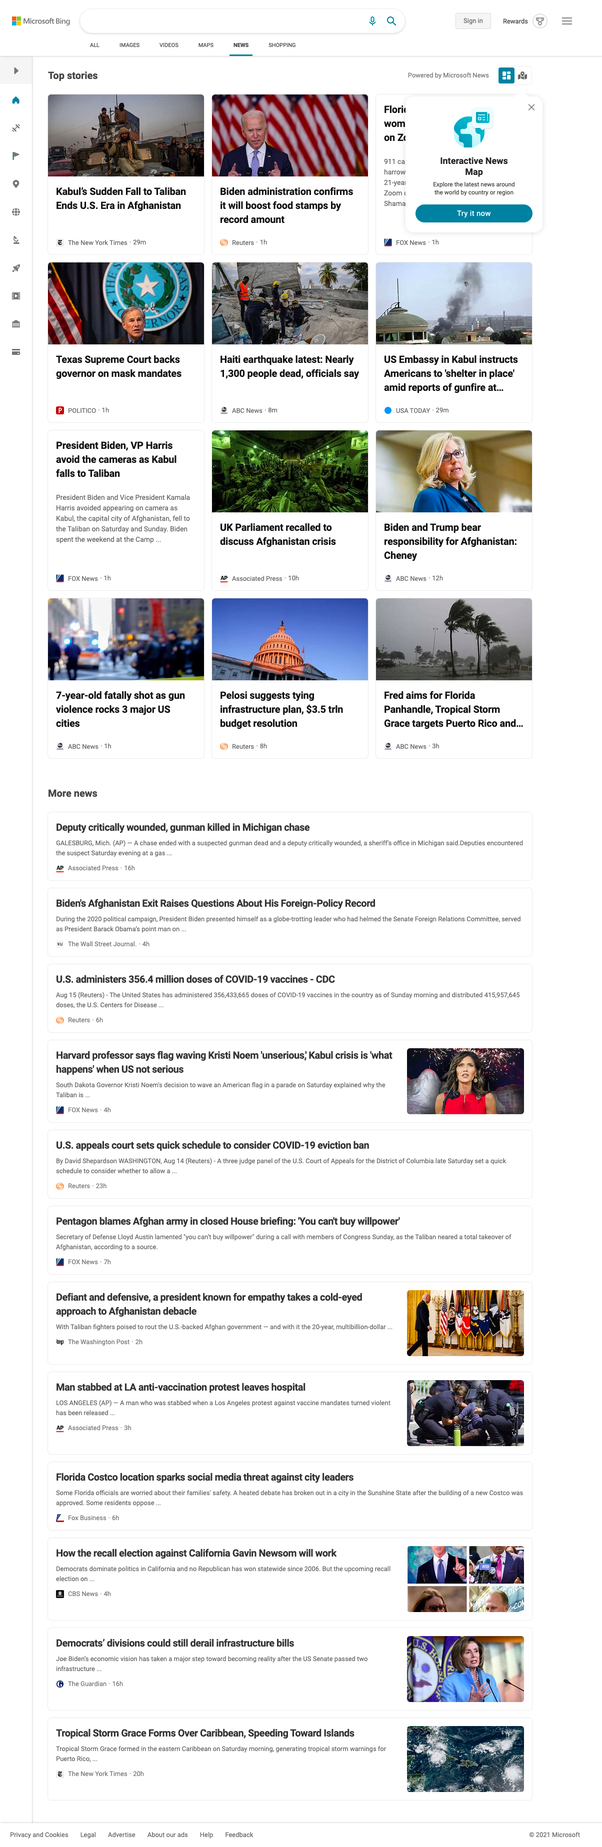 Microsoft Bing
Sign in
Rewards
ALL IMAGES VIDEOS MAPS NEWS SHOPPING
Top stories
Powered by Microsoft News
Kabul's Sudden Fall to Taliban
Ends U.S. Era in Afghanistan
The New York Times · 29m
Biden administration confirms
it will boost food stamps by
record amount
Reuters · 1h
wom
on Zo
911 ca
harrow
21-yea
Zoom
Shama
FOX News · 1h
Interactive News
Map
Explore the latest news around
the world by country or region
Try it now
Texas Supreme Court backs
governor on mask mandates
POLITICO · 1h
Haiti earthquake latest: Nearly
1,300 people dead, officials say
ABC News · 8m
US Embassy in Kabul instructs
Americans to 'shelter in place'
amid reports of gunfire at...
USA TODAY · 29m
President Biden, VP Harris
avoid the cameras as Kabul
falls to Taliban
President Biden and Vice President Kamala
Harris avoided appearing on camera as
Kabul, the capital city of Afghanistan, fell to
the Taliban on Saturday and Sunday. Biden
spent the weekend at the Camp ...
FOX News · 1h
UK Parliament recalled to
discuss Afghanistan crisis
AP Associated Press · 10h
Biden and Trump bear
responsibility for Afghanistan:
Cheney
ABC News · 12h
7-year-old fatally shot as gun
violence rocks 3 major US
cities
ABC News · 1h
Pelosi suggests tying
infrastructure plan, $3.5 trln
budget resolution
Reuters · 8h
Fred aims for Florida
Panhandle, Tropical Storm
Grace targets Puerto Rico and...
ABC News · 3h
More news
Deputy critically wounded, gunman killed in Michigan chase
GALESBURG, Mich. (AP) — A chase ended with a suspected gunman dead and a deputy critically wounded, a sheriff's office in Michigan said.Deputies encountered
the suspect Saturday evening at a gas ...
AP Associated Press · 16h
Biden's Afghanistan Exit Raises Questions About His Foreign-Policy Record
During the 2020 political campaign, President Biden presented himself as a globe-trotting leader who had helmed the Senate Foreign Relations Committee, served
as President Barack Obama's point man on ...
The Wall Street Journal. · 4h
U.S. administers 356.4 million doses of COVID-19 vaccines - CDC
Aug 15 (Reuters) - The United States has administered 356,433,665 doses of COVID-19 vaccines in the country as of Sunday morning and distributed 415,957,645
doses, the U.S. Centers for Disease ...
Reuters · 6h
Harvard professor says flag waving Kristi Noem 'unserious,' Kabul crisis is 'what
happens' when US not serious
South Dakota Governor Kristi Noem's decision to wave an American flag in a parade on Saturday explained why the
Taliban is ...
FOX News · 4h
U.S. appeals court sets quick schedule to consider COVID-19 eviction ban
By David Shepardson WASHINGTON, Aug 14 (Reuters) - A three judge panel of the U.S. Court of Appeals for the District of Columbia late Saturday set a quick
schedule to consider whether to allow a ...
Reuters · 23h
Pentagon blames Afghan army in closed House briefing: 'You can't buy willpower'
Secretary of Defense Lloyd Austin lamented "you can't buy willpower" during a call with members of Congress Sunday, as the Taliban neared a total takeover of
Afghanistan, according to a source.
FOX News · 7h
Defiant and defensive, a president known for empathy takes a cold-eyed
approach to Afghanistan debacle
With Taliban fighters poised to rout the U.S.-backed Afghan government — and with it the 20-year, multibillion-dollar ...
wp The Washington Post · 2h
Man stabbed at LA anti-vaccination protest leaves hospital
LOS ANGELES (AP) — A man who was stabbed when a Los Angeles protest against vaccine mandates turned violent
has been released ...
AP Associated Press · 3h
Florida Costco location sparks social media threat against city leaders
Some Florida officials are worried about their families' safety. A heated debate has broken out in a city in the Sunshine State after the building of a new Costco was
approved. Some residents oppose ...
Fox Business · 6h
How the recall election against California Gavin Newsom will work
Democrats dominate politics in California and no Republican has won statewide since 2006. But the upcoming recall
election on ...
CBS News · 4h
Democrats' divisions could still derail infrastructure bills
Joe Biden's economic vision has taken a major step toward becoming reality after the US Senate passed two
infrastructure ...
The Guardian · 16h
Tropical Storm Grace Forms Over Caribbean, Speeding Toward Islands
Tropical Storm Grace formed in the eastern Caribbean on Saturday morning, generating tropical storm warnings for
Puerto Rico, ...
The New York Times · 20h
Privacy and Cookies Legal Advertise About our ads Help Feedback © 2021 Microsoft